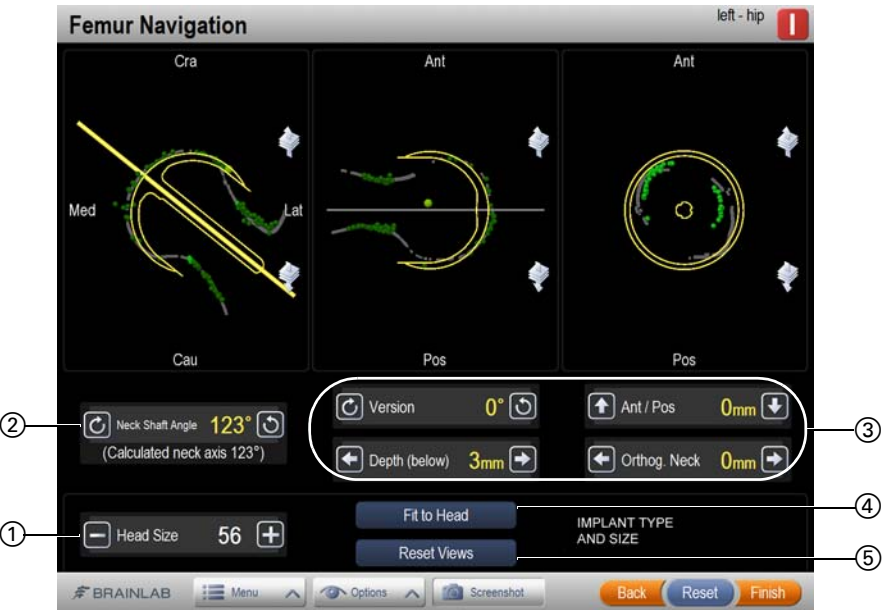 Femur Navigation
left - hip
Cra
Ant
Ant
Med
Lat
Cau
Pos
Pos
②
Neck Shaft Angle 123°
(Calculated neck axis 123°)
Version 0°
Ant / Pos 0mm
③
Depth (below) 3mm
Orthog. Neck 0mm
①
Head Size 56
Fit to Head
④
IMPLANT TYPE
AND SIZE
Reset Views
⑤
BRAINLAB
Menu
Options
Screenshot
Back
Reset
Finish